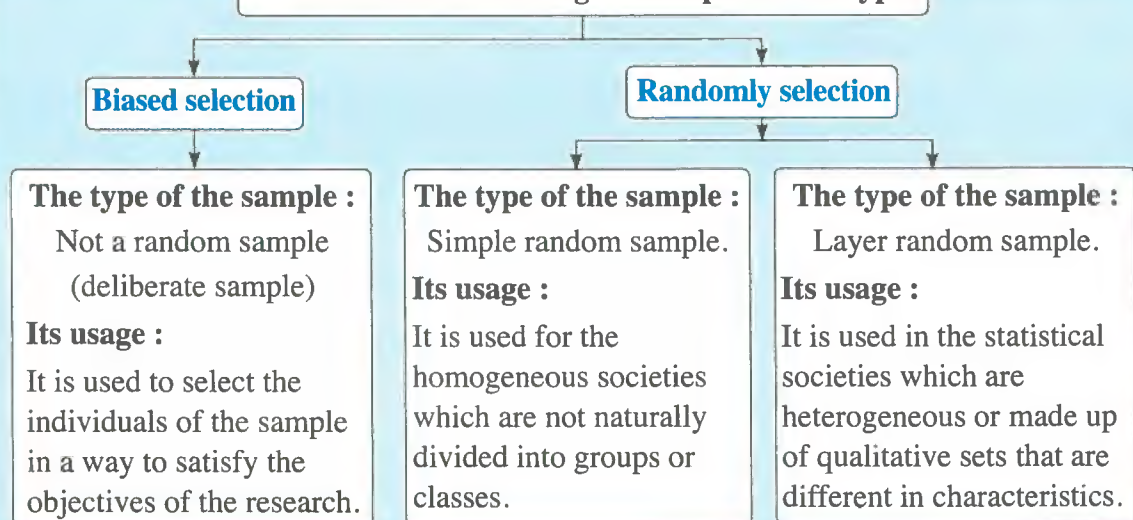 Biased selection
Randomly selection
The type of the sample :
Not a random sample
(deliberate sample)
Its usage :
It is used to select the
individuals of the sample
in a way to satisfy the
objectives of the research.
The type of the sample :
Simple random sample.
Its usage :
It is used for the
homogeneous societies
which are not naturally
divided into groups or
classes.
The type of the sample :
Layer random sample.
Its usage :
It is used in the statistical
societies which are
heterogeneous or made up
of qualitative sets that are
different in characteristics.